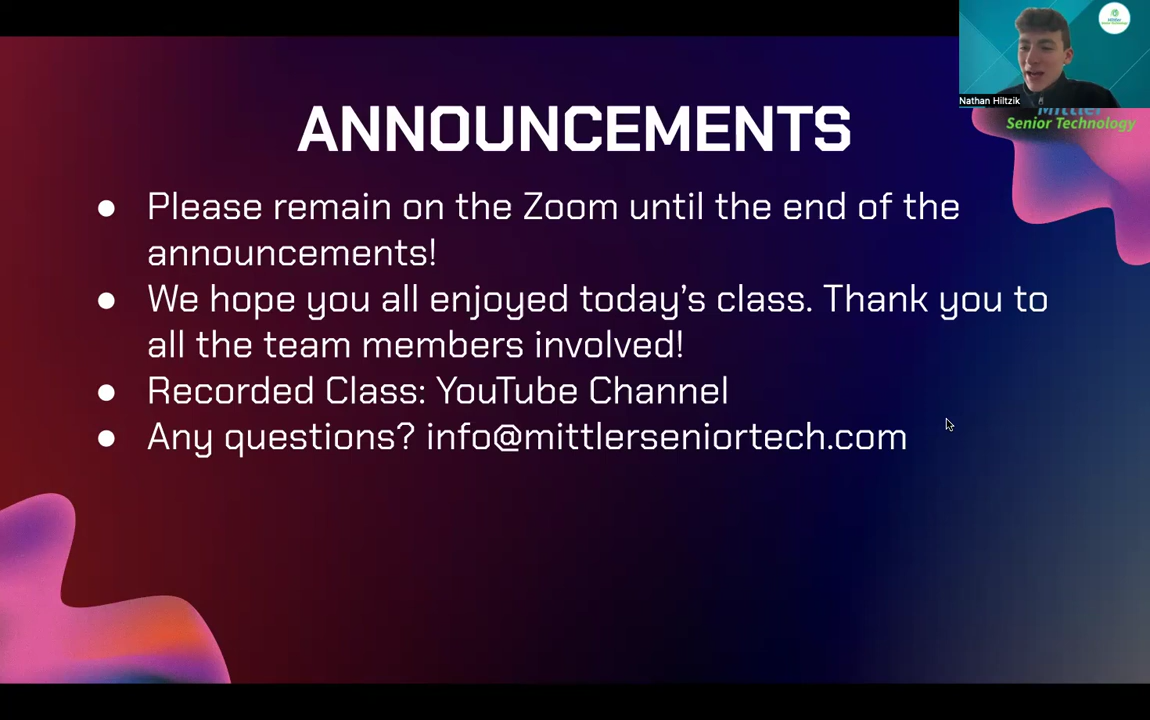 Nathan Hiltzik
Mittler
Senior Technology
ANNOUNCEMENTS
● Please remain on the Zoom until the end of the
announcements!
● We hope you all enjoyed today’s class. Thank you to
all the team members involved!
● Recorded Class: YouTube Channel
● Any questions? info@mittlerseniortech.com